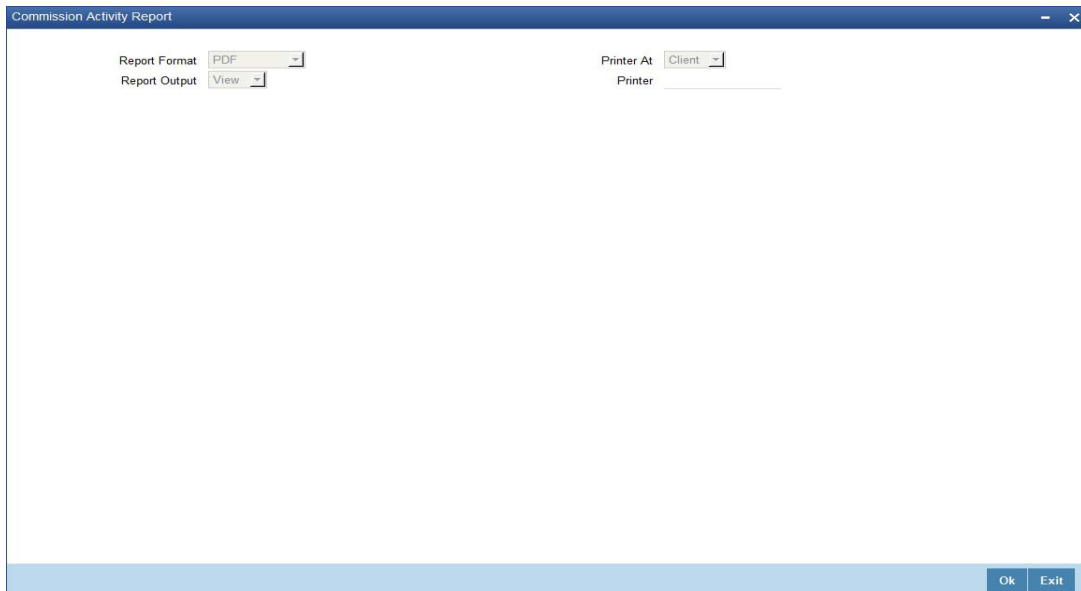 Commission Activity Report
Report Format PDF Printer At Client
Report Output View Printer
Ok Exit